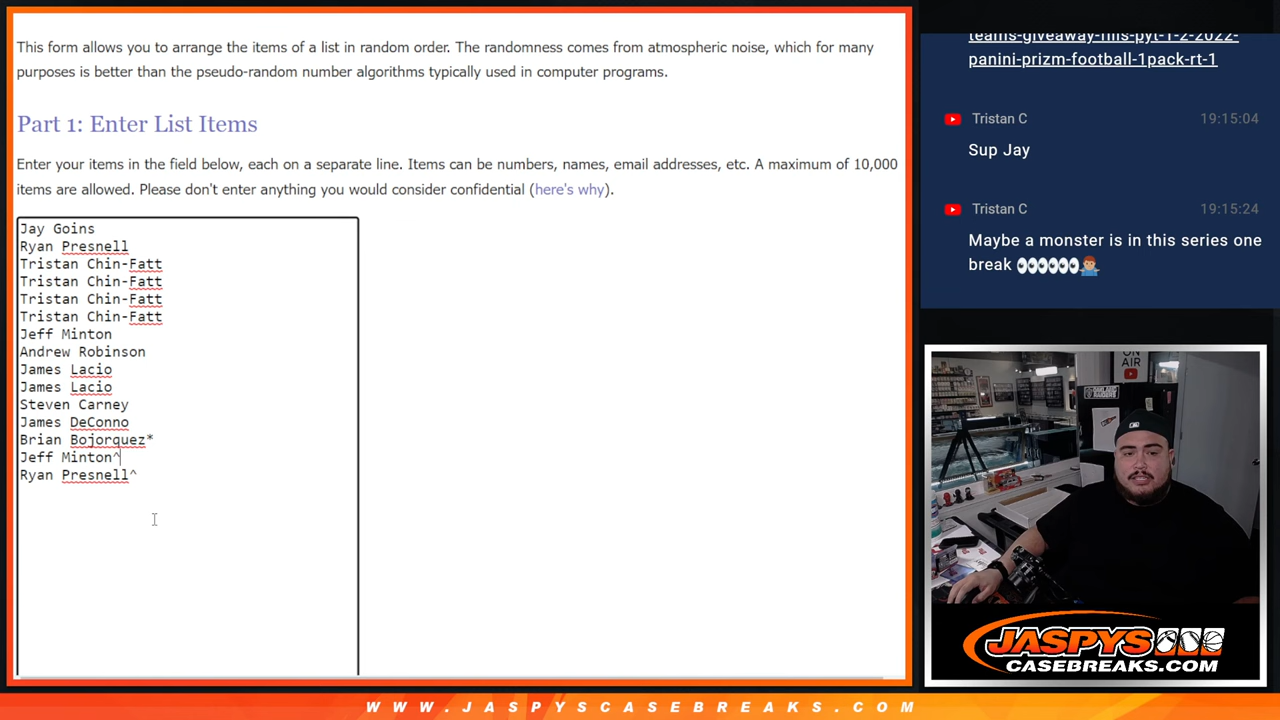 This form allows you to arrange the items of a list in random order. The randomness comes from atmospheric noise, which for many
purposes is better than the pseudo-random number algorithms typically used in computer programs.
Part 1: Enter List Items
Enter your items in the field below, each on a separate line. Items can be numbers, names, email addresses, etc. A maximum of 10,000
items are allowed. Please don't enter anything you would consider confidential (here's why).
Jay Goins
Ryan Presnell
Tristan Chin-Fatt
Tristan Chin-Fatt
Tristan Chin-Fatt
Tristan Chin-Fatt
Jeff Minton
Andrew Robinson
James Lacio
James Lacio
Steven Carney
James DeConno
Brian Bojorquez*
Jeff Minton^
Ryan Presnell^
teams-giveaway-nfls-pyt-1-2-2022-
panini-prizm-football-1pack-rt-1
Tristan C 19:15:04
Sup Jay
Tristan C 19:15:24
Maybe a monster is in this series one
break 👀👀👀👀👀👀🤷🏽‍♂️
ON
AIR
JASPYS
CASEBREAKS.COM
WWW.JASPYSCASEBREAKS.COM